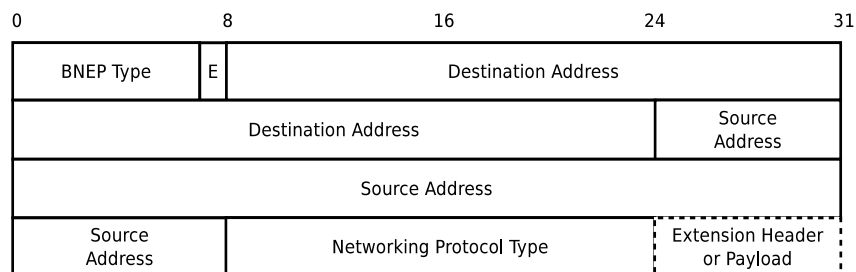 0 8 16 24 31
BNEP Type E Destination Address
Destination Address Source
Address
Source Address
Source
Address Networking Protocol Type Extension Header
or Payload